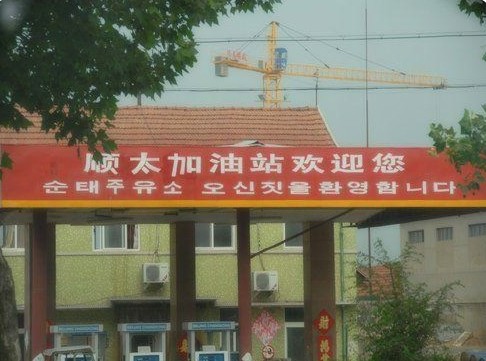 顺太加油站欢迎您
순태주유소 오신짓을환영합니다